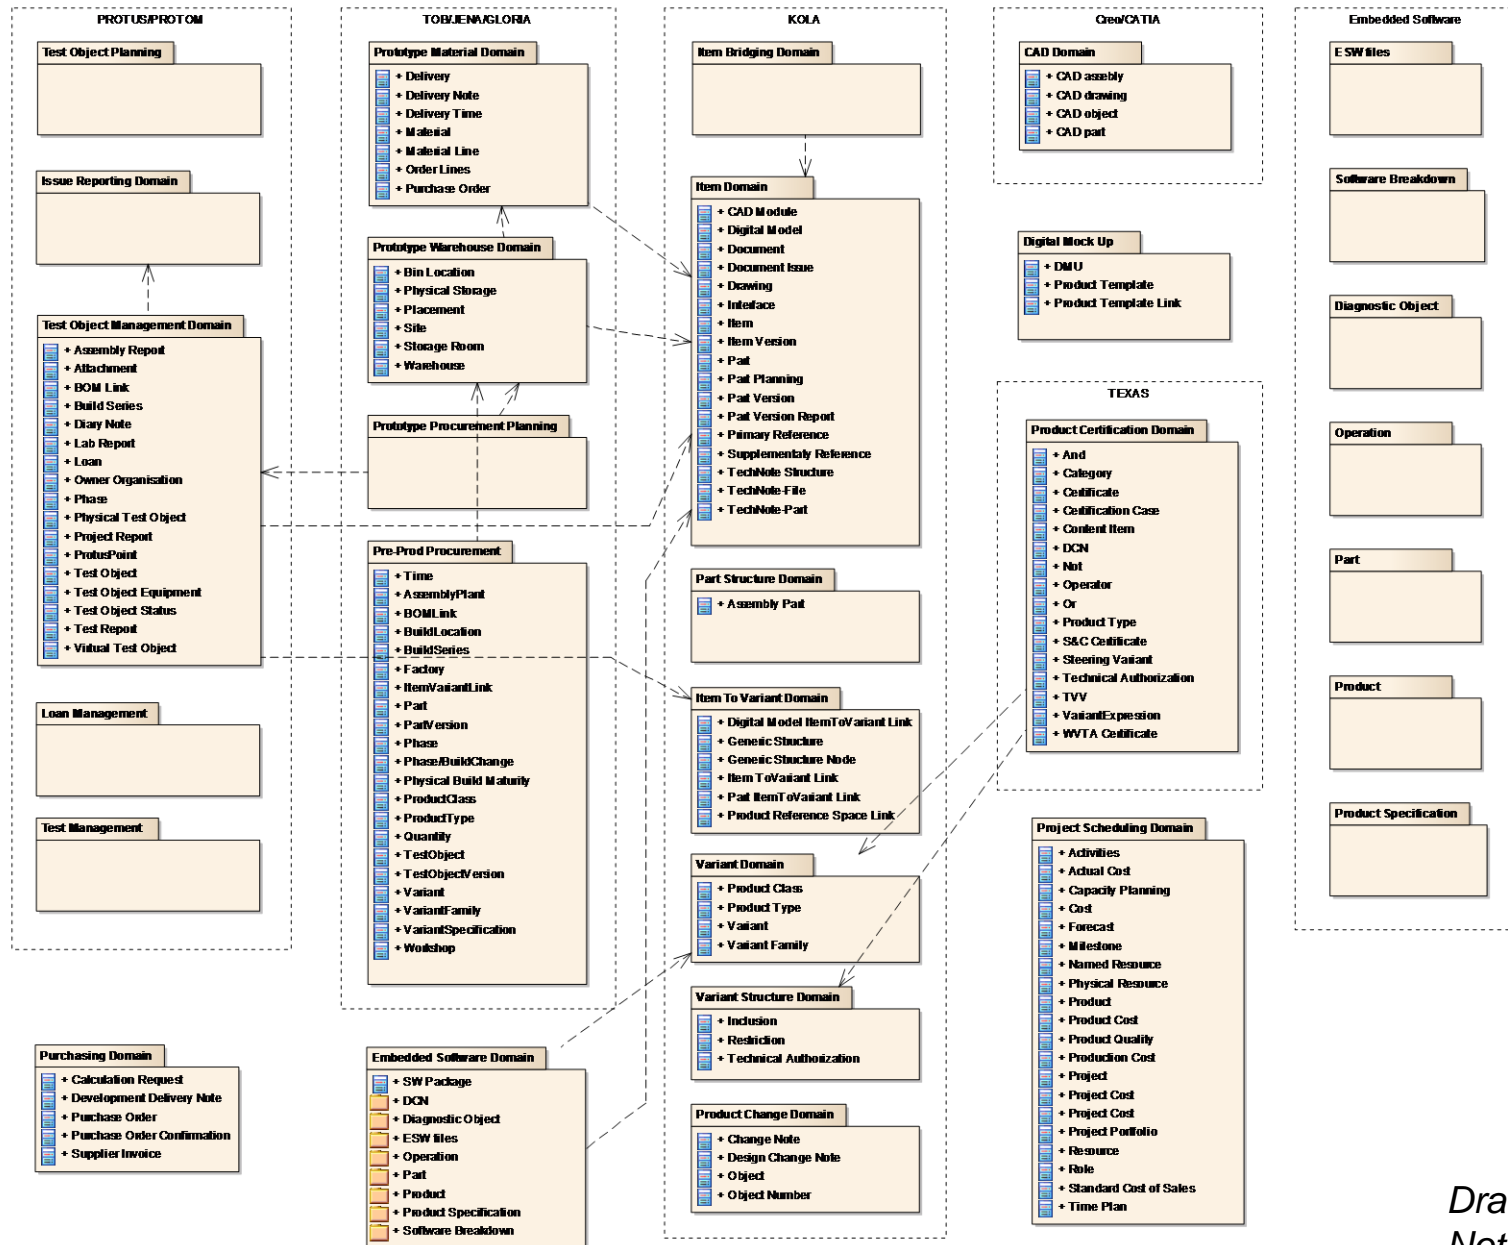 PROTUS/PROTOM
Test Object Planning
Issue Reporting Domain
Test Object Management Domain
+ Assembly Report
+ Attachment
+ BOM Link
+ Build Series
+ Diary Note
+ Lab Report
+ Loan
+ Owner Organisation
+ Phase
+ Physical Test Object
+ Project Report
+ ProtusPoint
+ Test Object
+ Test Object Equipment
+ Test Object Status
+ Test Report
+ Virtual Test Object
Loan Management
Test Management
Purchasing Domain
+ Calculation Request
+ Development Delivery Note
+ Purchase Order
+ Purchase Order Confirmation
+ Supplier Invoice
TOB/JENA/GLORIA
Prototype Material Domain
+ Delivery
+ Delivery Note
+ Delivery Time
+ Material
+ Material Line
+ Order Lines
+ Purchase Order
Prototype Warehouse Domain
+ Bin Location
+ Physical Storage
+ Placement
+ Site
+ Storage Room
+ Warehouse
Prototype Procurement Planning
Pre-Prod Procurement
+ Time
+ AssemblyPlant
+ BOMLink
+ BuildLocation
+ BuildSeries
+ Factory
+ ItemVariantLink
+ Part
+ PartVersion
+ Phase
+ Phase/BuildChange
+ Physical Build Maturity
+ ProductClass
+ ProductType
+ Quantity
+ TestObject
+ TestObjectVersion
+ Variant
+ VariantFamily
+ VariantSpecification
+ Workshop
Embedded Software Domain
+ SW Package
+ DCN
+ Diagnostic Object
+ ESW files
+ Operation
+ Part
+ Product
+ Product Specification
+ Software Breakdown
KOLA
Item Bridging Domain
Item Domain
+ CAD Module
+ Digital Model
+ Document
+ Document Issue
+ Drawing
+ Interface
+ Item
+ Item Version
+ Part
+ Part Planning
+ Part Version
+ Part Version Report
+ Primary Reference
+ Supplementaty Reference
+ TechNote Structure
+ TechNote-File
+ TechNote-Part
Part Structure Domain
+ Assembly Part
Item To Variant Domain
+ Digital Model ItemToVariant Link
+ Generic Structure
+ Generic Structure Node
+ Item ToVariant Link
+ Part ItemToVariant Link
+ Product Reference Space Link
Variant Domain
+ Product Class
+ Product Type
+ Variant
+ Variant Family
Variant Structure Domain
+ Inclusion
+ Restriction
+ Technical Authorization
Product Change Domain
+ Change Note
+ Design Change Note
+ Object
+ Object Number
Creo/CATIA
CAD Domain
+ CAD assebly
+ CAD drawing
+ CAD object
+ CAD part
Digital Mock Up
+ DMU
+ Product Template
+ Product Template Link
TEXAS
Product Certification Domain
+ And
+ Category
+ Certificate
+ Certification Case
+ Content Item
+ DCN
+ Not
+ Operator
+ Or
+ Product Type
+ S&C Certificate
+ Steering Variant
+ Technical Authorization
+ TVV
+ VariantExpression
+ WVTA Certificate
Project Scheduling Domain
+ Activities
+ Actual Cost
+ Capacity Planning
+ Cost
+ Forecast
+ Milestone
+ Named Resource
+ Physical Resource
+ Product
+ Product Cost
+ Product Quality
+ Production Cost
+ Project
+ Project Cost
+ Project Cost
+ Project Portfolio
+ Resource
+ Role
+ Standard Cost of Sales
+ Time Plan
Embedded Software
ESW files
Software Breakdown
Diagnostic Object
Operation
Part
Product
Product Specification
Dra